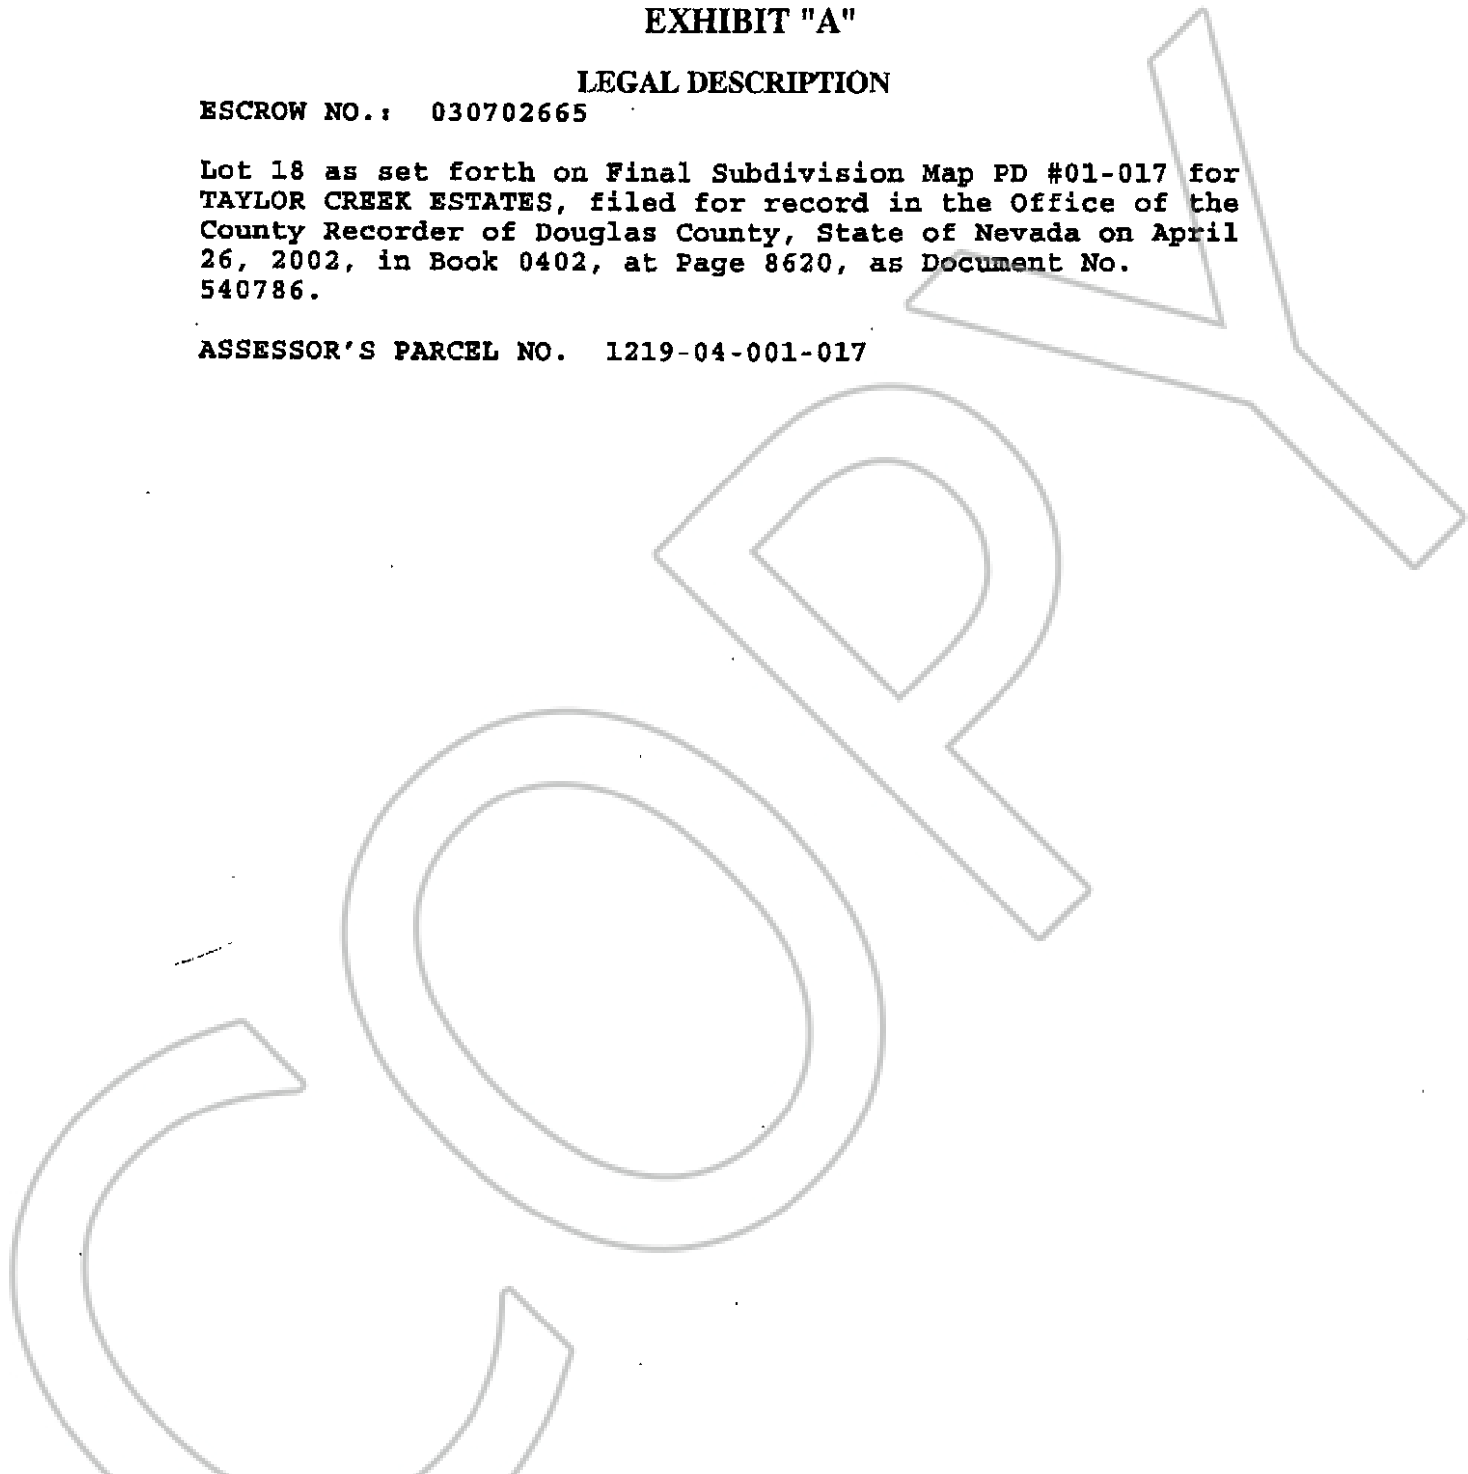 EXHIBIT "A"
LEGAL DESCRIPTION
ESCROW NO.: 030702665
Lot 18 as set forth on Final Subdivision Map PD #01-017 for
TAYLOR CREEK ESTATES, filed for record in the Office of the
County Recorder of Douglas County, State of Nevada on April
26, 2002, in Book 0402, at Page 8620, as Document No.
540786.
ASSESSOR'S PARCEL NO. 1219-04-001-017
COPY